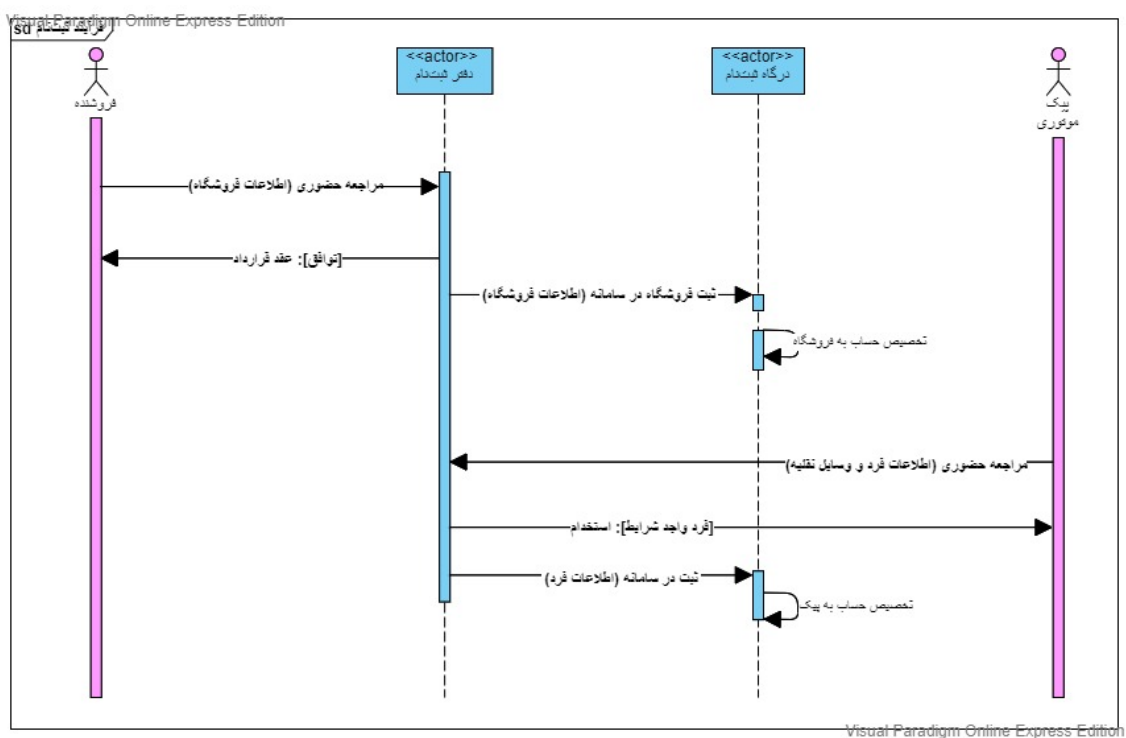 Visual Paradigm Online Express Edition
sd فرآیند ثبت‌نام
فروشنده
<<actor>>
دفتر ثبت‌نام
<<actor>>
درگاه ثبت‌نام
پیک
موتوری
مراجعه حضوری (اطلاعات فروشگاه)
[توافق]: عقد قرارداد
ثبت فروشگاه در سامانه (اطلاعات فروشگاه)
تخصیص حساب به فروشگاه
مراجعه حضوری (اطلاعات فرد و وسایل نقلیه)
[فرد واجد شرایط]: استخدام
ثبت در سامانه (اطلاعات فرد)
تخصیص حساب به پیک
Visual Paradigm Online Express Edition